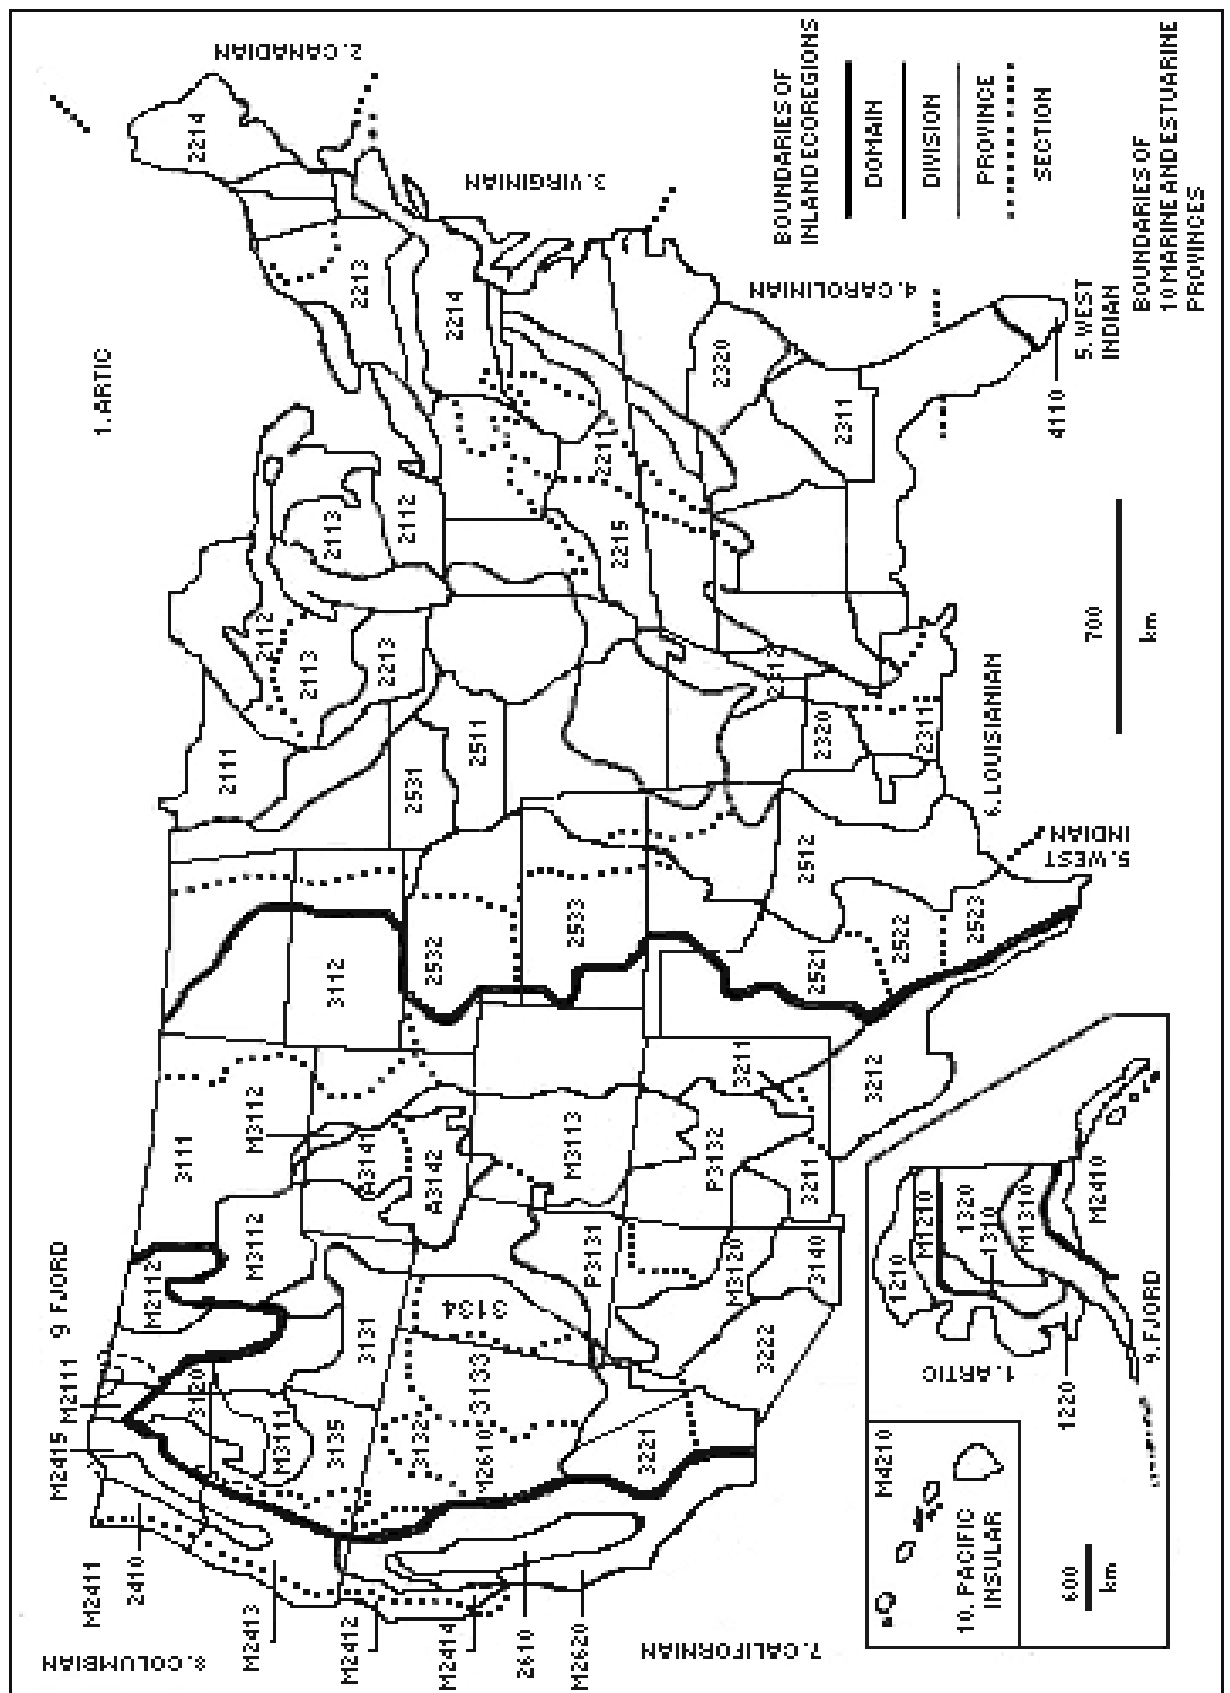 1. ARTIC
2. CANADIAN
3. VIRGINIAN
4. CAROLINIAN
5. WEST
INDIAN
6. LOUISIANIAN
5. WEST
INDIAN
7. CALIFORNIAN
8. COLUMBIAN
9 FJORD
M2411
2410
M2415
M2111
M2413
M2412
M2414
2610
M2620
M2112
3120
M3111
3135
3131
3132
M2610
3133
3134
3221
3222
M3112
M3112
3111
A3141
A3142
M3113
P3131
P3132
M3120
3140
3211
3211
3212
3112
2532
2533
2521
2522
2523
2512
2531
2511
2111
2112
2113
2213
2113
2112
2320
2311
2215
2213
2214
2214
2320
2311
4110
BOUNDARIES OF
INLAND ECOREGIONS
DOMAIN
DIVISION
PROVINCE
SECTION
BOUNDARIES OF
10 MARINE AND ESTUARINE
PROVINCES
700
km
M4210
10. PACIFIC
INSULAR
600
km
1. ARTIC
1220
1210
M1210
1320
1310
M1310
M2410
9. FJORD